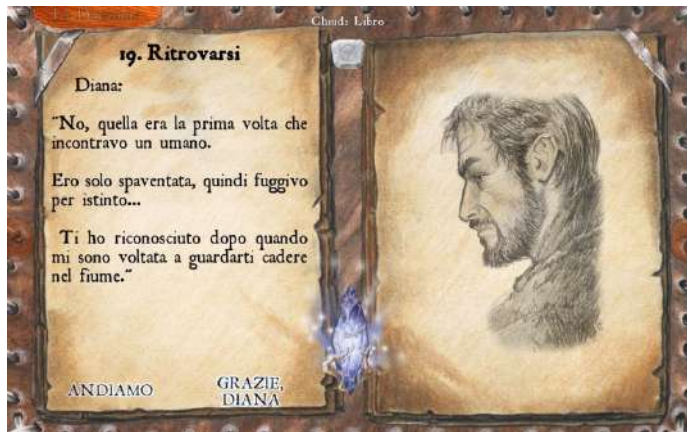 Chiudi Libro
19. Ritrovarsi
Diana:
"No, quella era la prima volta che
incontravo un umano.
Ero solo spaventata, quindi fuggivo
per istinto...
Ti ho riconosciuto dopo quando
mi sono voltata a guardarti cadere
nel fiume."
ANDIAMO
GRAZIE,
DIANA